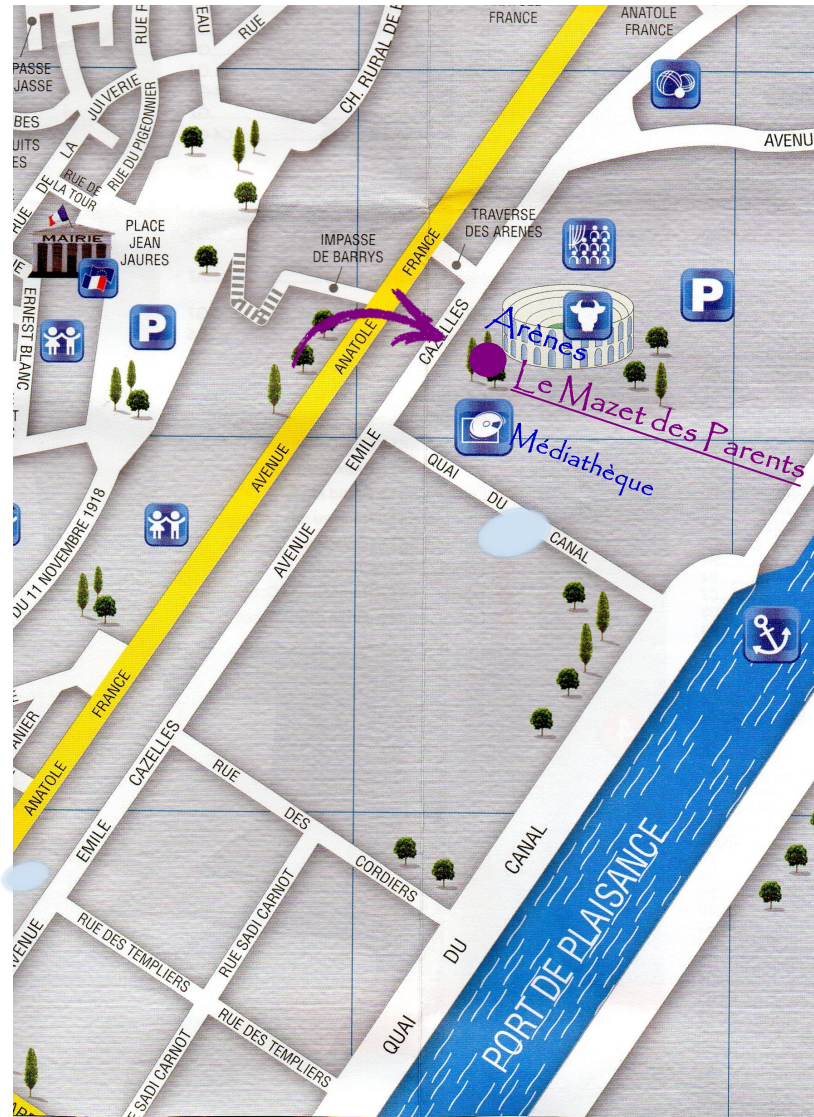 FRANCE
ANATOLE
FRANCE
RUE
EAU
RUE
PASSE
JASSE
JUIVERIE
CH. RURAL DE
BES
UITS
ES
RUE DE LA
RUE DU PIGEONNIER
AVENU
RUE DE
LA TOUR
MAIRIE
PLACE
JEAN
JAURES
P
IMPASSE
DE BARRYS
TRAVERSE
DES ARENES
P
ERNEST BLANC
AVENUE ANATOLE FRANCE
Arènes
Le Mazet des Parents
Médiathèque
AVENUE EMILE CAZELLES
QUAI DU CANAL
DU 11 NOVEMBRE 1918
ANIER
ANATOLE FRANCE
EMILE CAZELLES
RUE DES CORDIERS
AVENUE
RUE DES TEMPLIERS
RUE SADI CARNOT
QUAI DU CANAL
PORT DE PLAISANCE
RUE DES TEMPLIERS
E SADI CARNOT